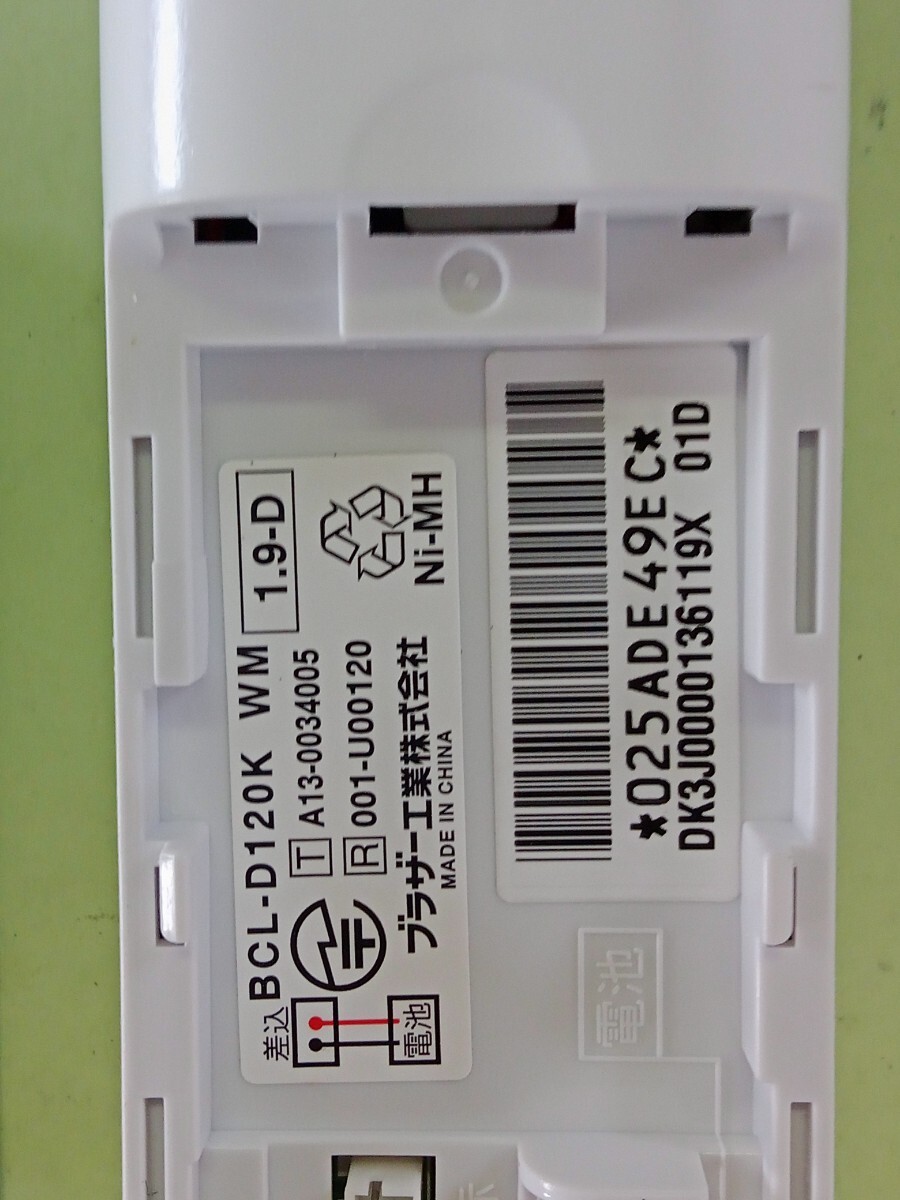 BCL-D120K WM 1.9-D
T A13-0034005
R 001-U00120
ブラザー工業株式会社 Ni-MH
MADE IN CHINA
差込
電池
*025ADE49EC*
DK3J0000136119X 01D
電池